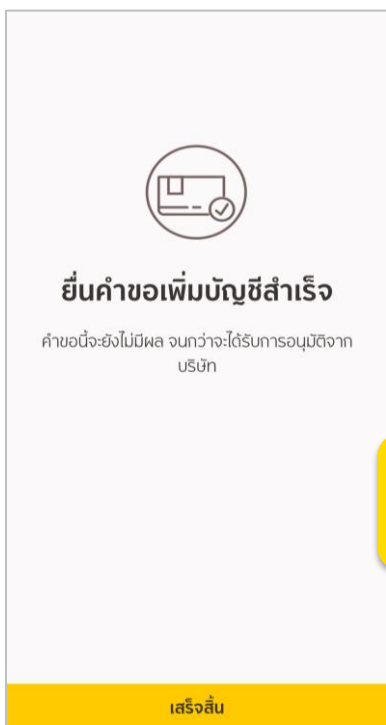 ยื่นคำขอเพิ่มบัญชีสำเร็จ
คำขอนี้จะยังไม่มีผล จนกว่าจะได้รับการอนุมัติจาก
บริษัท
เสร็จสิ้น